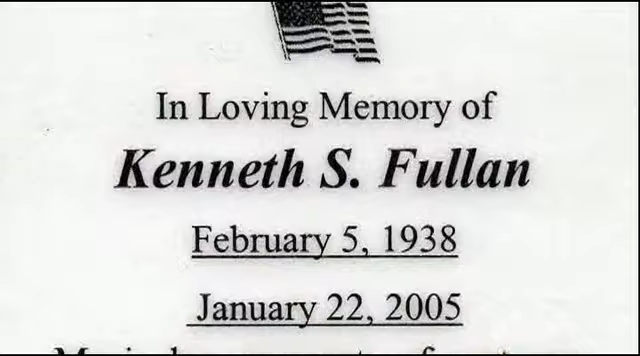 In Loving Memory of
Kenneth S. Fullan
February 5, 1938
January 22, 2005